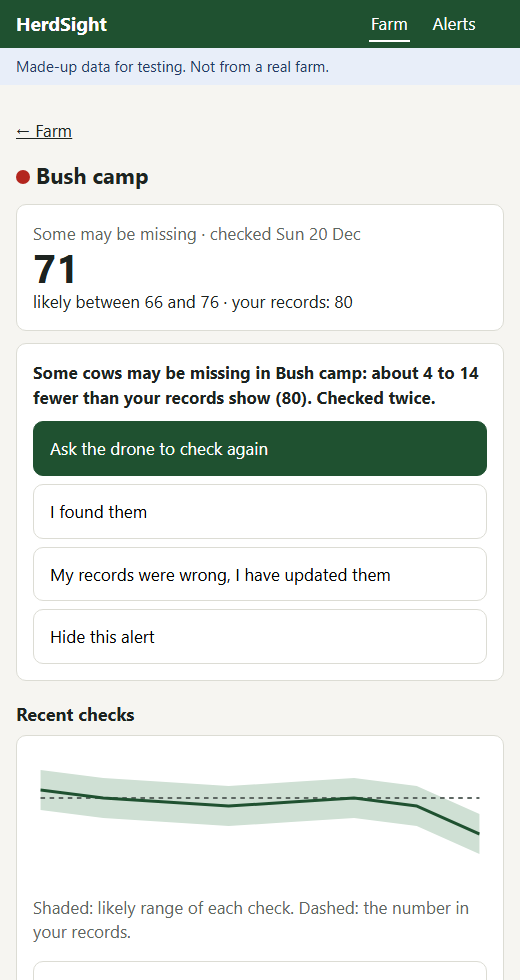 HerdSight
Farm
Alerts
Made-up data for testing. Not from a real farm.
← Farm
Bush camp
Some may be missing · checked Sun 20 Dec
71
likely between 66 and 76 · your records: 80
Some cows may be missing in Bush camp: about 4 to 14
fewer than your records show (80). Checked twice.
Ask the drone to check again
I found them
My records were wrong, I have updated them
Hide this alert
Recent checks
Shaded: likely range of each check. Dashed: the number in
your records.